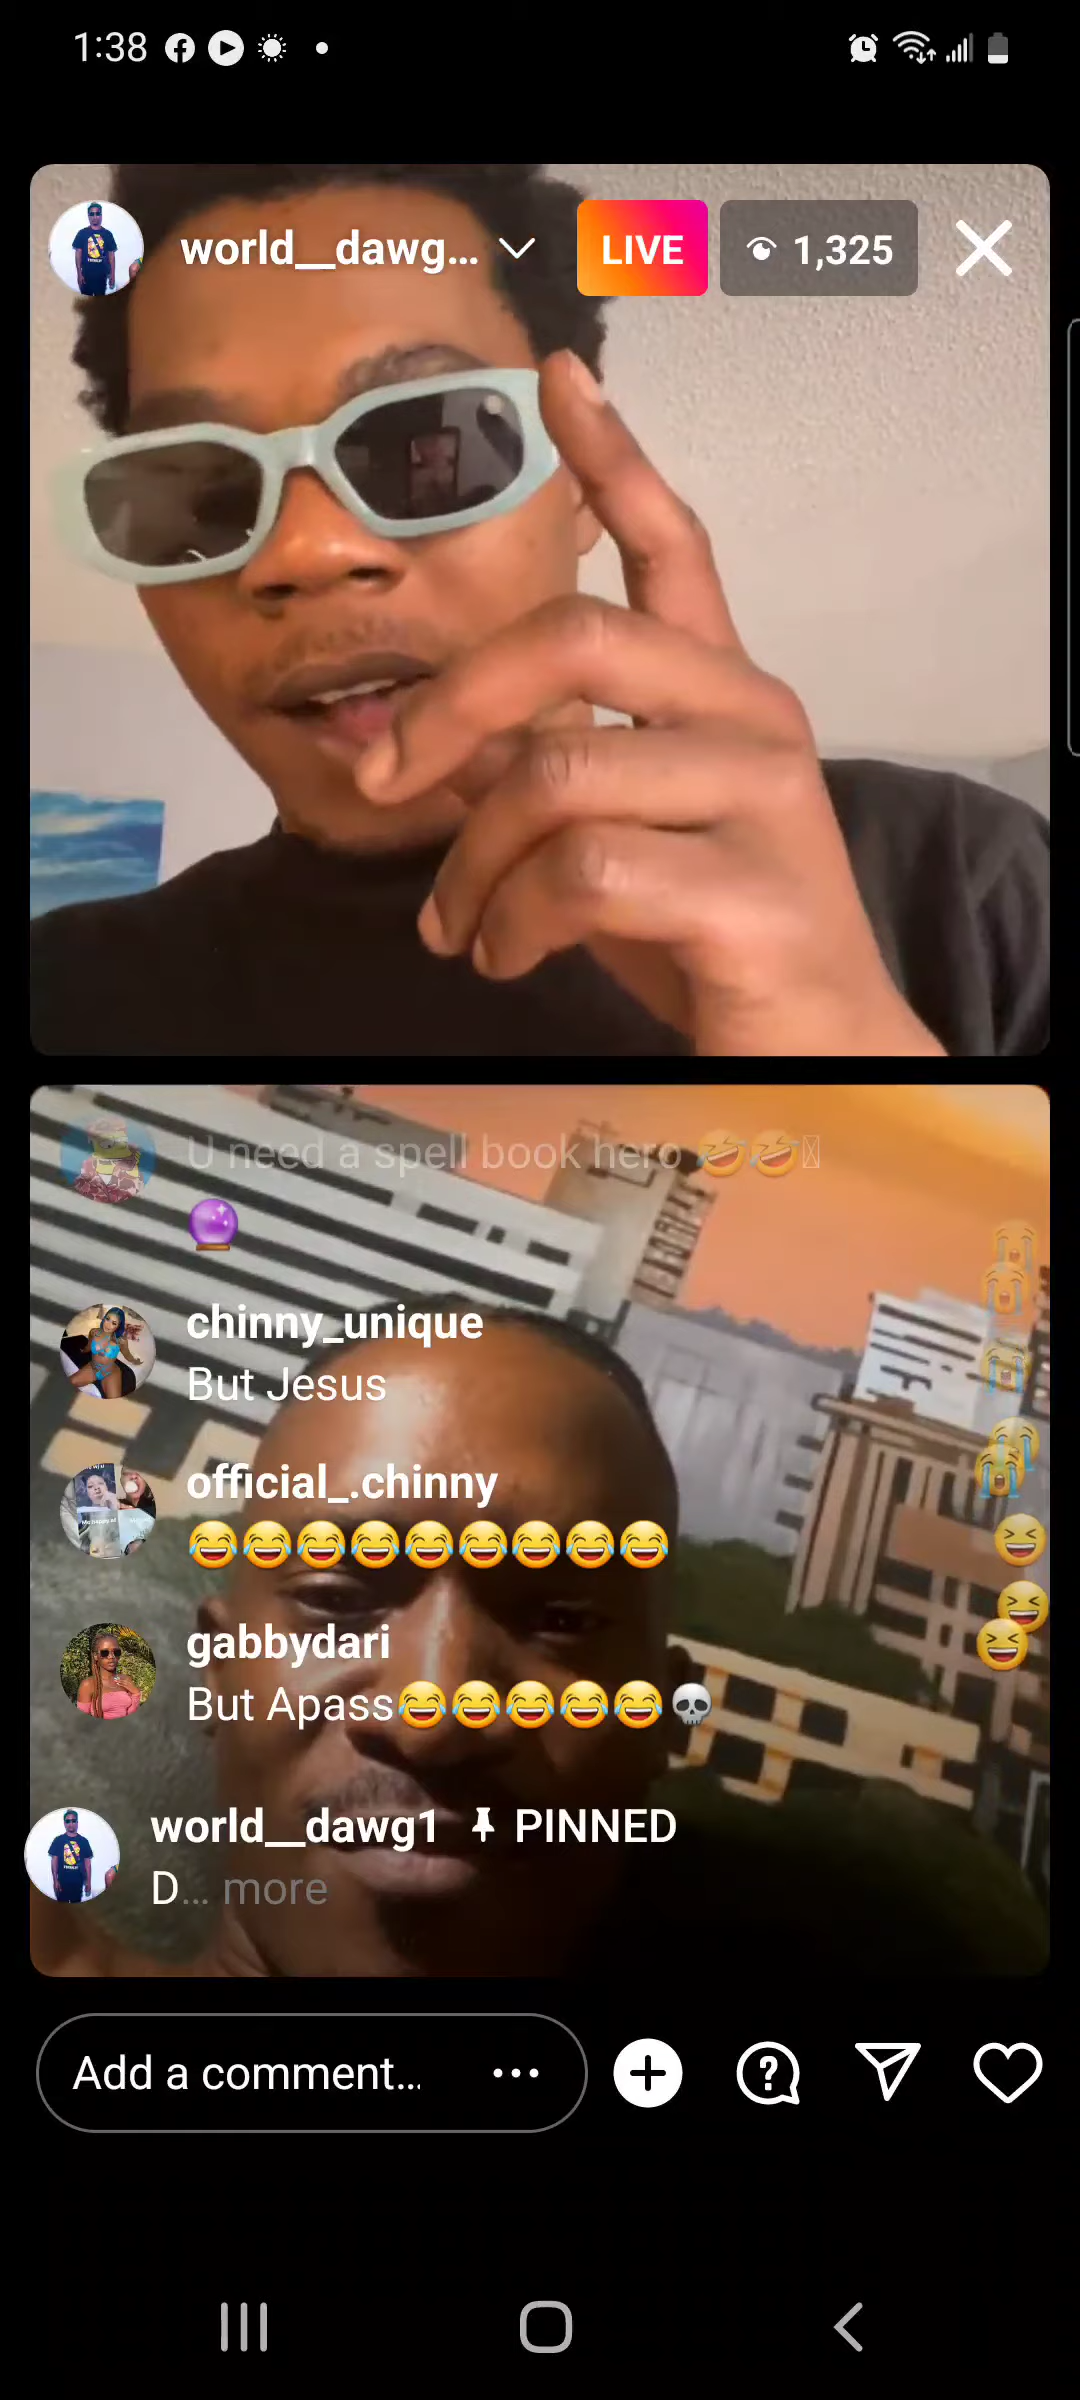 1:38
world__dawg...
LIVE
1,325
U need a spell book hero 🤣🤣
🔮
chinny_unique
But Jesus
official_.chinny
😂😂😂😂😂😂😂😂😂
gabbydari
But Apass😂😂😂😂😂💀
world__dawg1 PINNED
D... more
Add a comment...